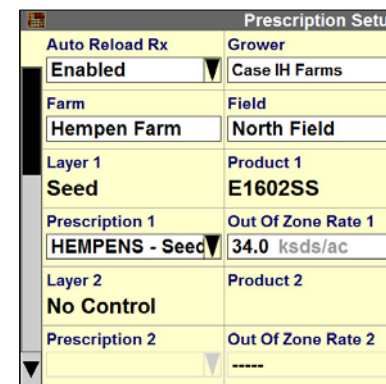 Prescription Setu
Auto Reload Rx Grower
Enabled Case IH Farms
Farm Field
Hempen Farm North Field
Layer 1 Product 1
Seed E1602SS
Prescription 1 Out Of Zone Rate 1
HEMPENS - Seed 34.0 ksds/ac
Layer 2 Product 2
No Control
Prescription 2 Out Of Zone Rate 2
-----